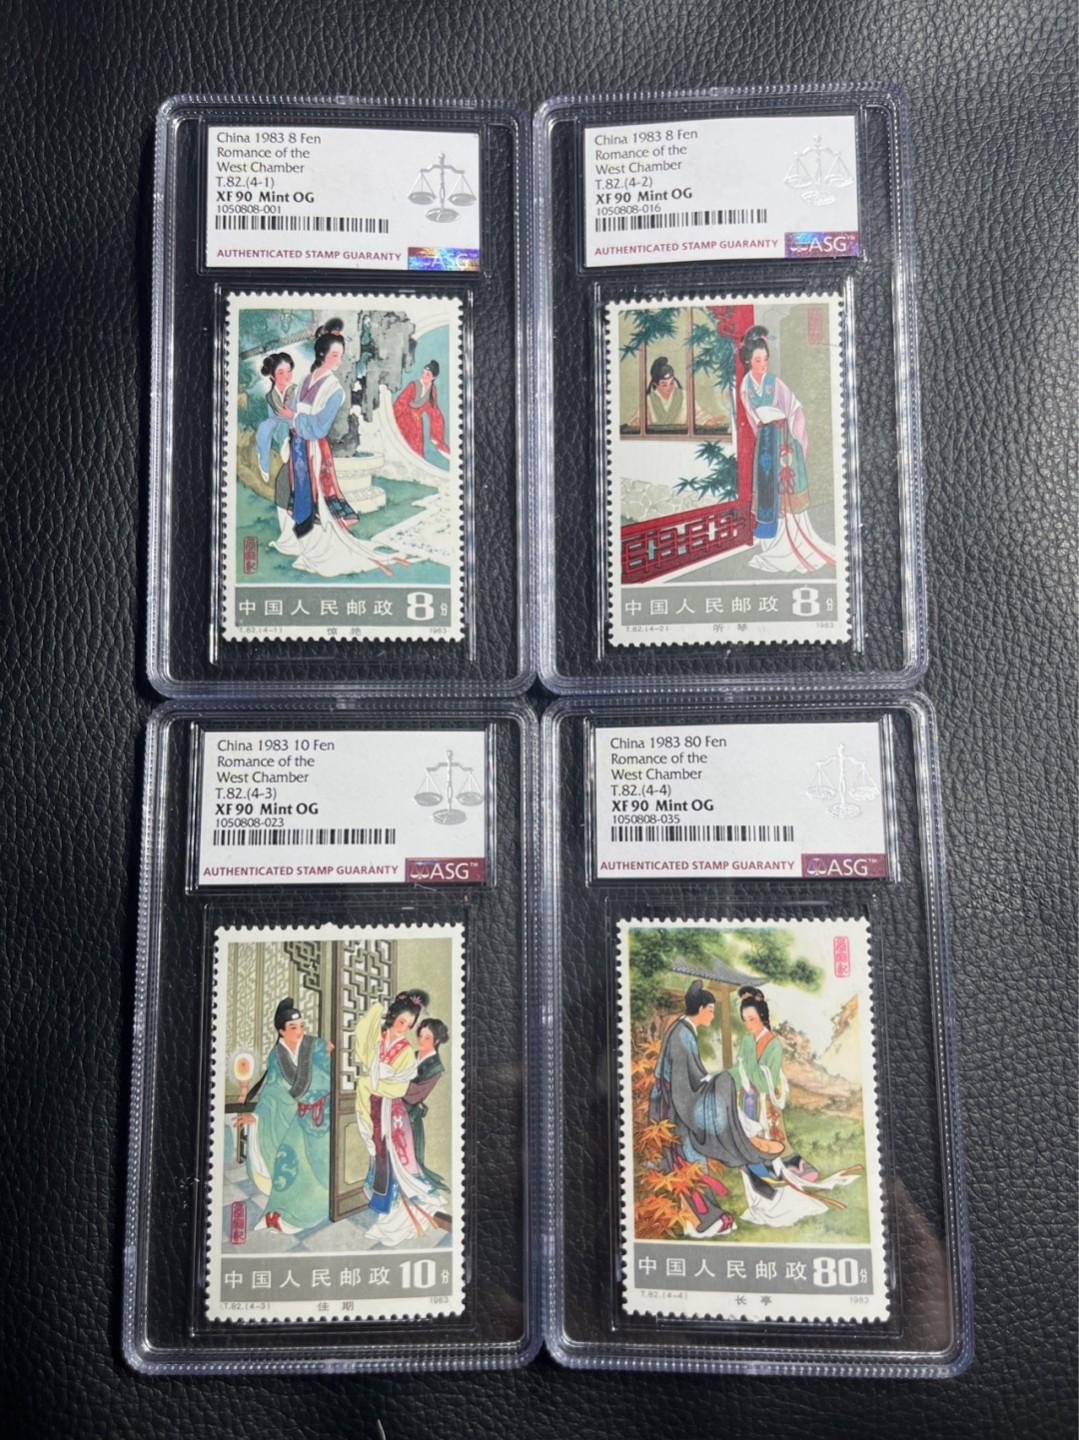 China 1983 8 Fen
Romance of the
West Chamber
T.82.(4-1)
XF 90 Mint OG
1050808-001
AUTHENTICATED STAMP GUARANTY
ASG™
中国人民邮政 8分
T.82.(4-1) 惊艳 1983
China 1983 8 Fen
Romance of the
West Chamber
T.82.(4-2)
XF 90 Mint OG
1050808-016
AUTHENTICATED STAMP GUARANTY
ASG™
中国人民邮政 8分
T.82.(4-2) 听琴 1983
China 1983 10 Fen
Romance of the
West Chamber
T.82.(4-3)
XF 90 Mint OG
1050808-023
AUTHENTICATED STAMP GUARANTY
ASG™
中国人民邮政 10分
T.82.(4-3) 佳期 1983
China 1983 80 Fen
Romance of the
West Chamber
T.82.(4-4)
XF 90 Mint OG
1050808-035
AUTHENTICATED STAMP GUARANTY
ASG™
中国人民邮政 80分
T.82.(4-4) 长亭 1983